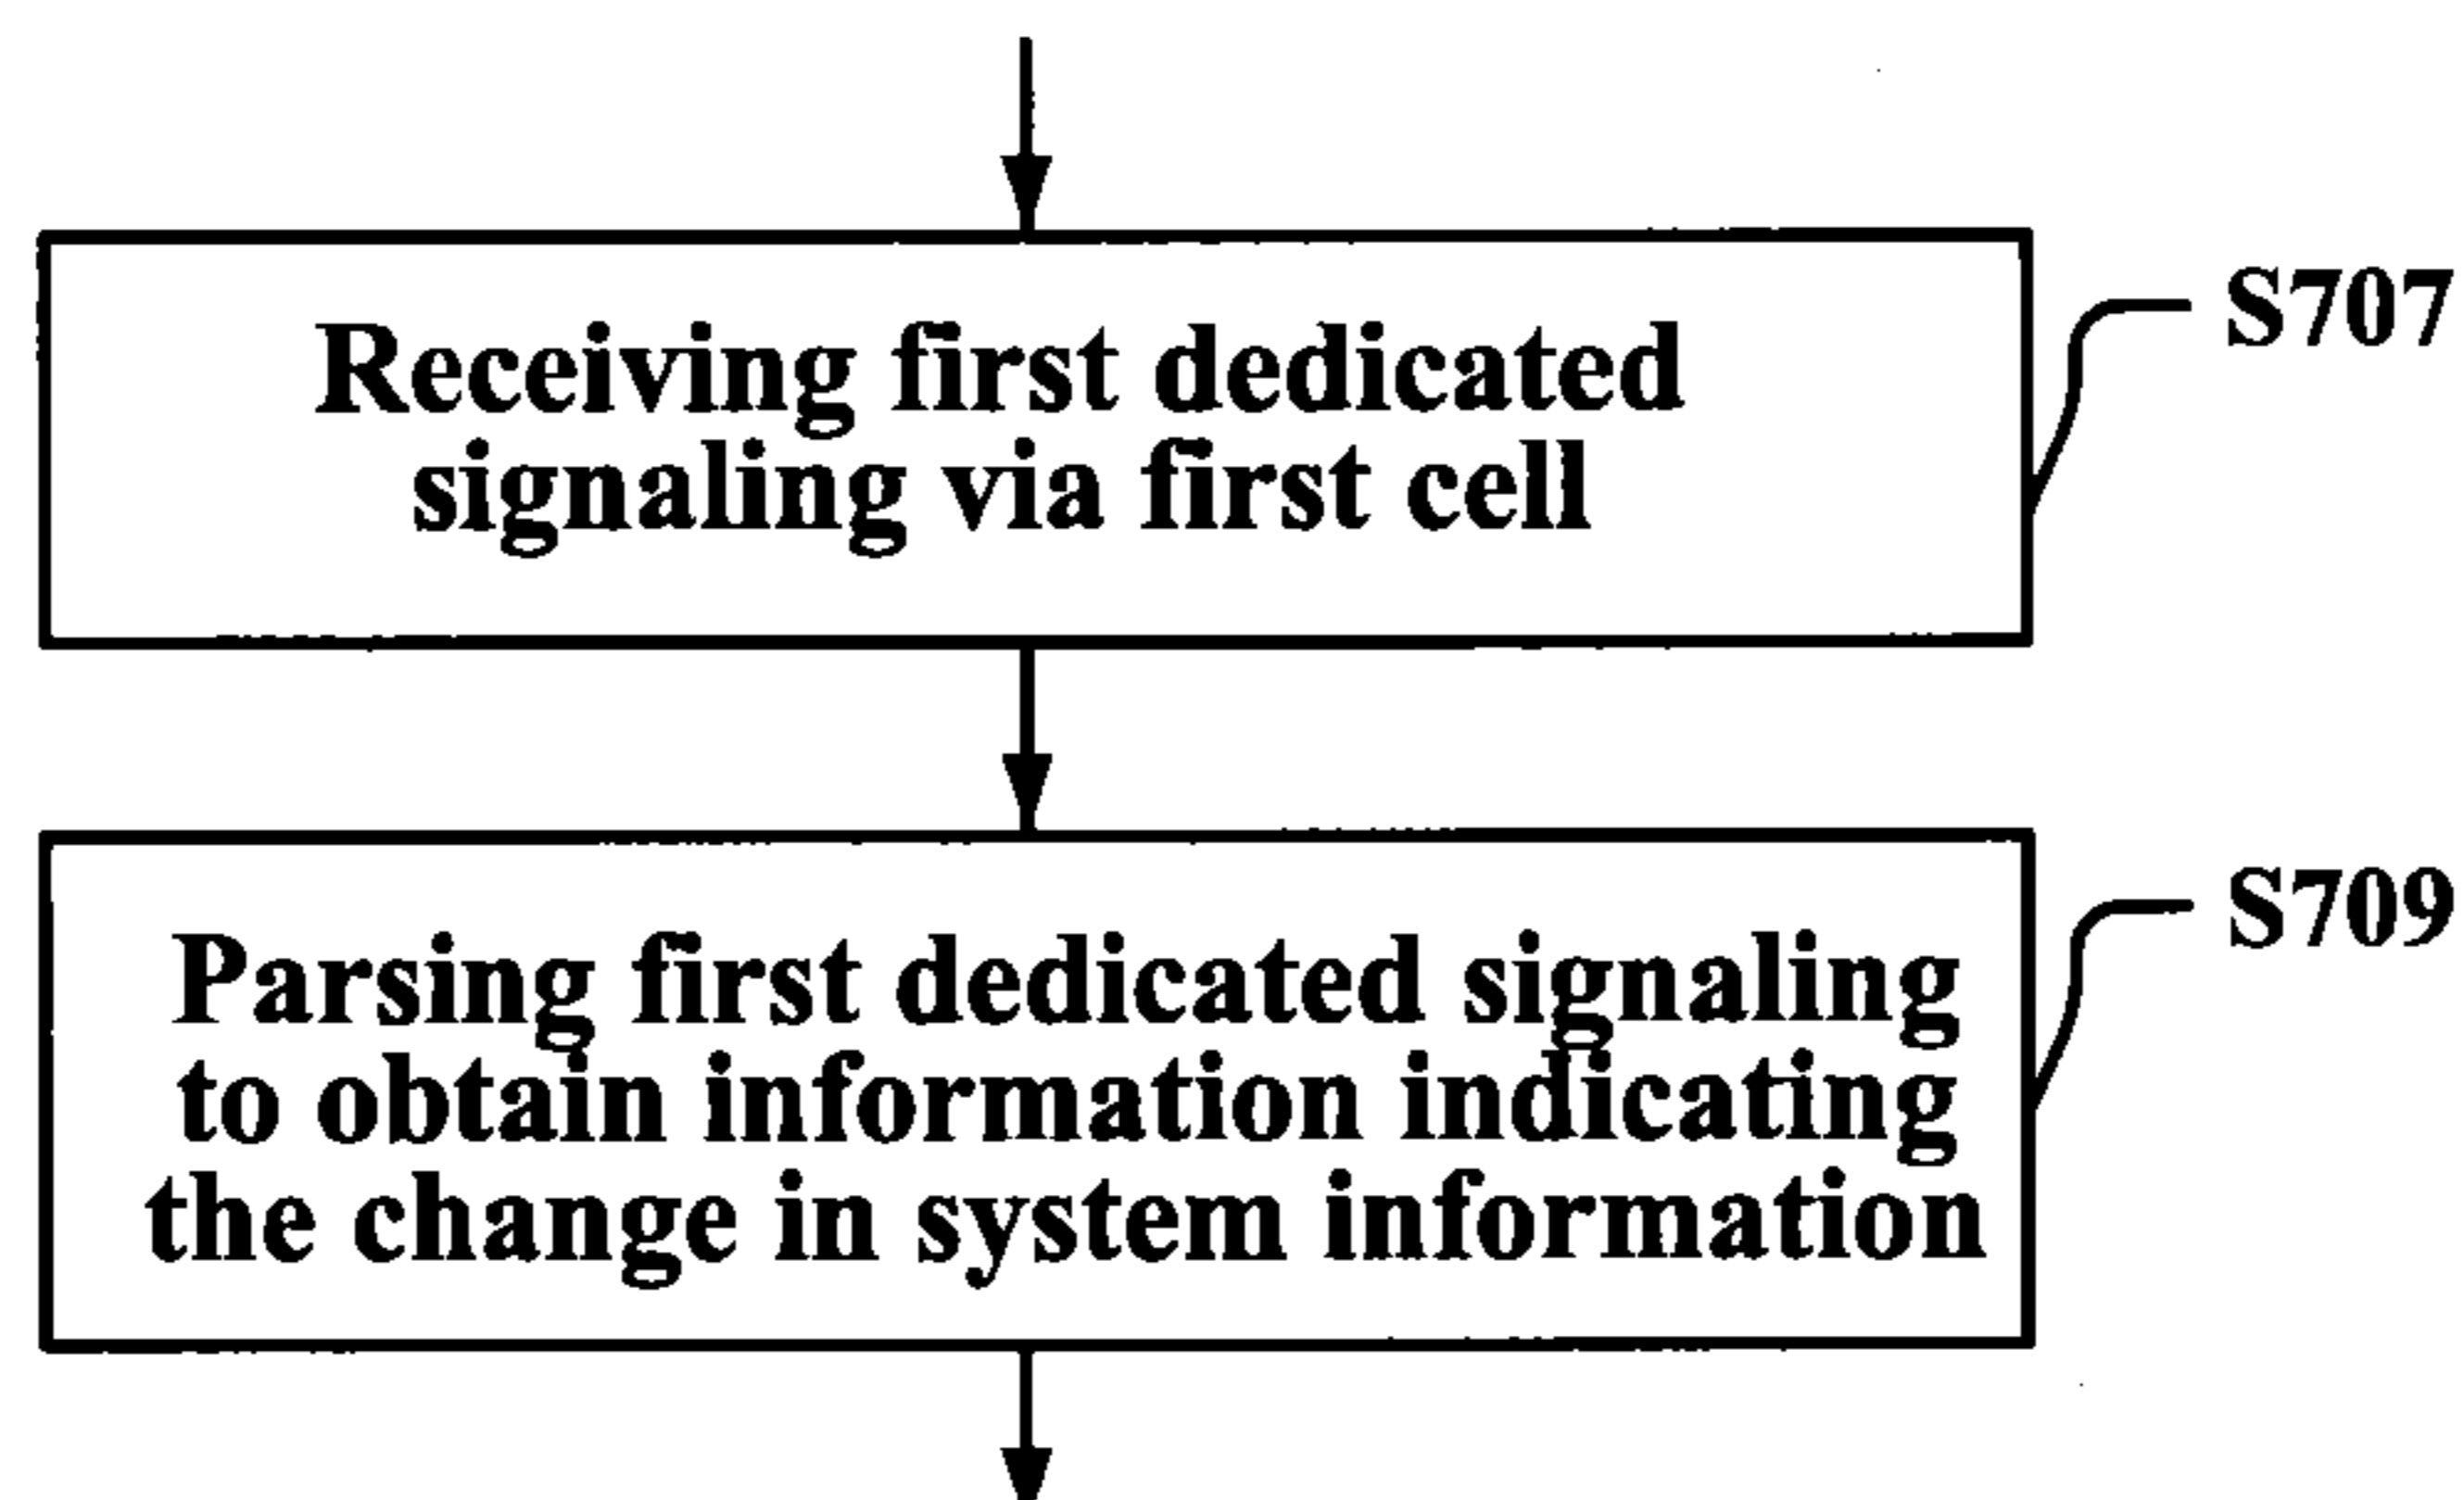 Receiving first dedicated
signaling via first cell
S707
Parsing first dedicated signaling
to obtain information indicating
the change in system information
S709